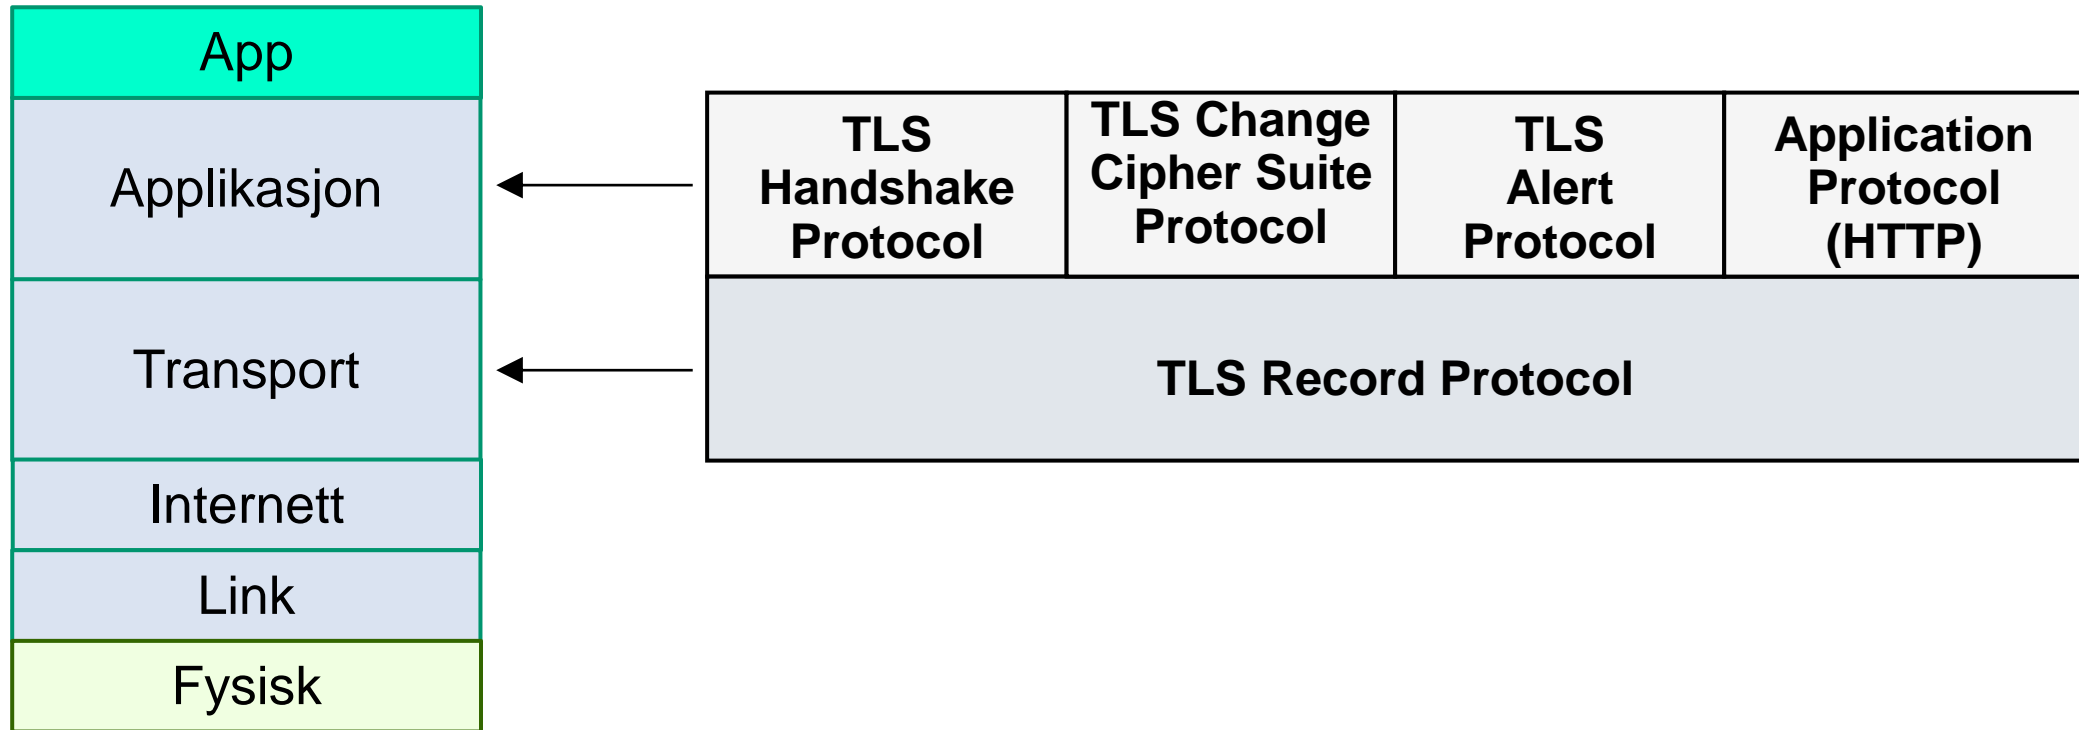 App
Applikasjon
Transport
Internett
Link
Fysisk
TLS
Handshake
Protocol
TLS Change
Cipher Suite
Protocol
TLS
Alert
Protocol
Application
Protocol
(HTTP)
TLS Record Protocol